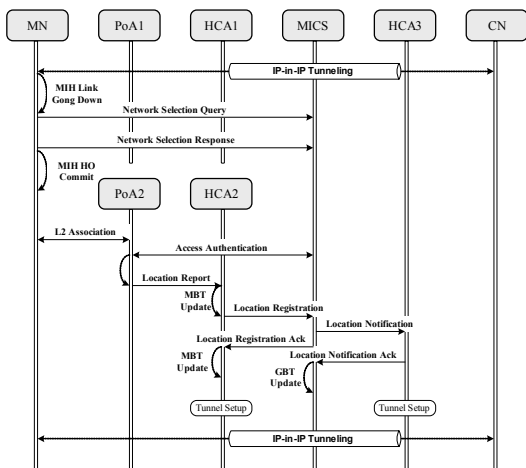 MN PoA1 HCA1 MICS HCA3 CN
IP-in-IP Tunneling
MIH Link
Gong Down
Network Selection Query
Network Selection Response
MIH HO
Commit
PoA2 HCA2
L2 Association
Access Authentication
Location Report
MBT
Update
Location Registration
Location Notification
Location Registration Ack
MBT
Update
Location Notification Ack
GBT
Update
Tunnel Setup Tunnel Setup
IP-in-IP Tunneling